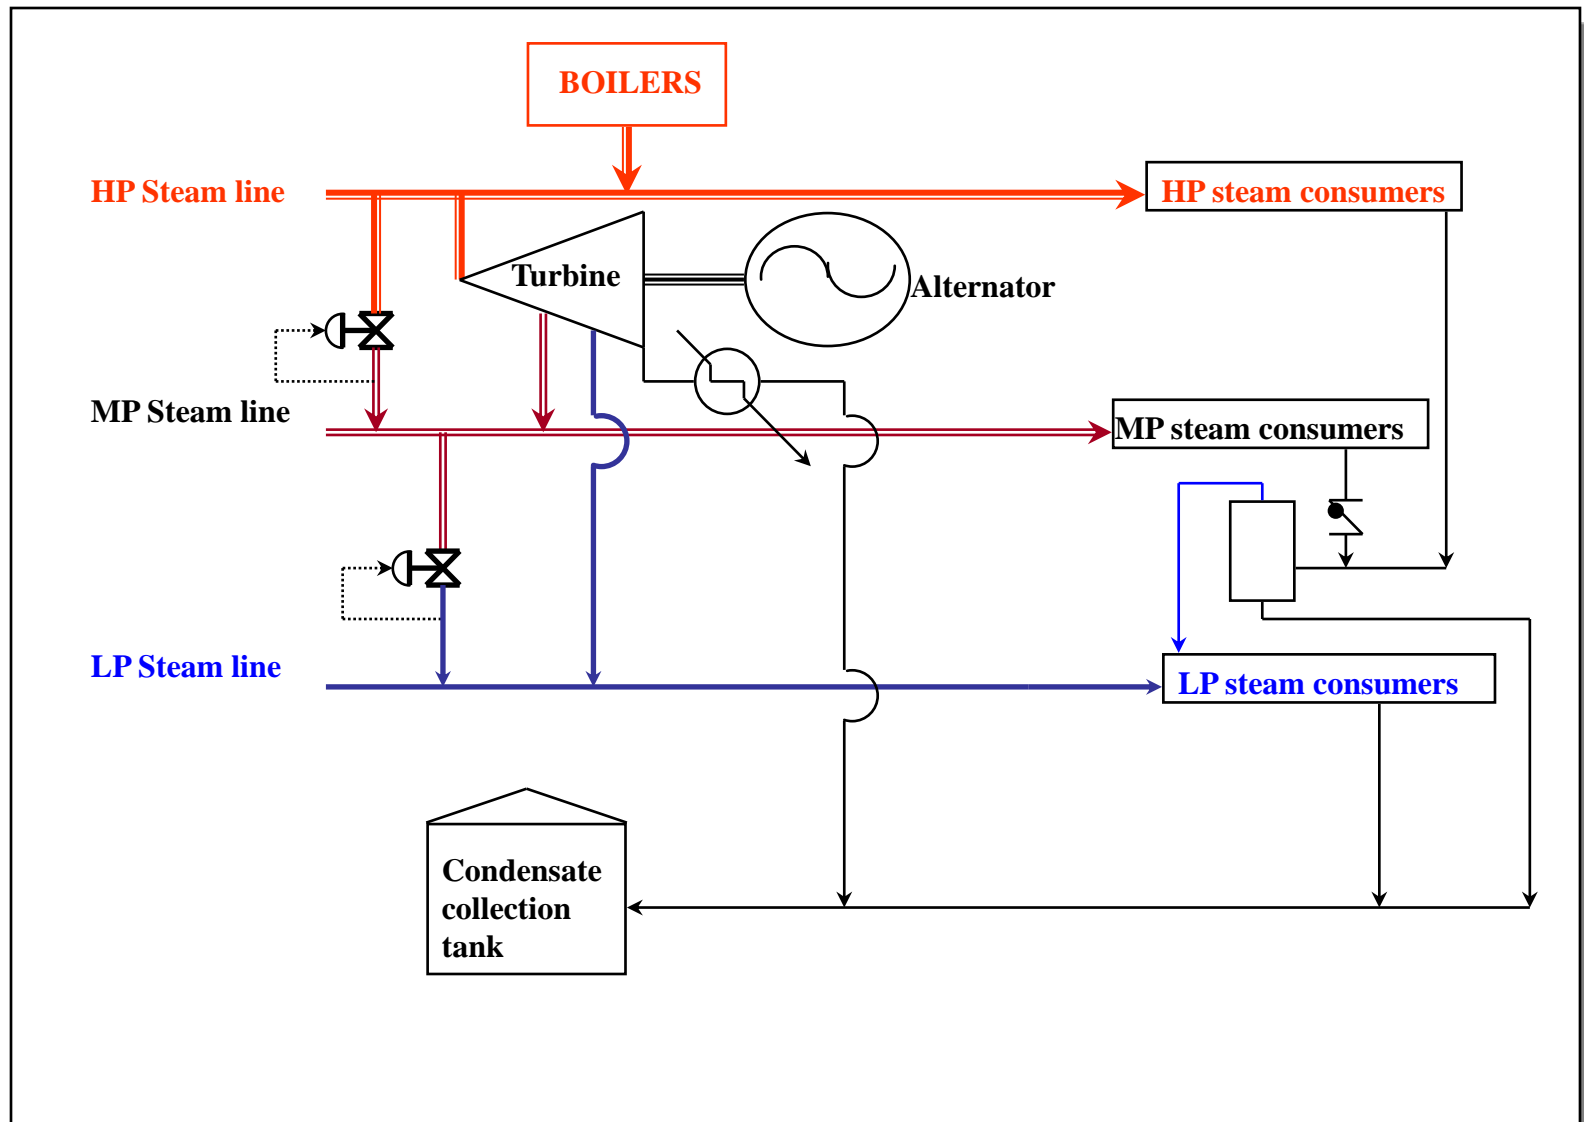 BOILERS
HP Steam line
HP steam consumers
Turbine
Alternator
MP Steam line
MP steam consumers
LP Steam line
LP steam consumers
Condensate
collection
tank